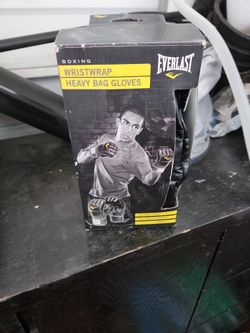 BOXING
EVERLAST
WRISTWRAP
HEAVY BAG GLOVES